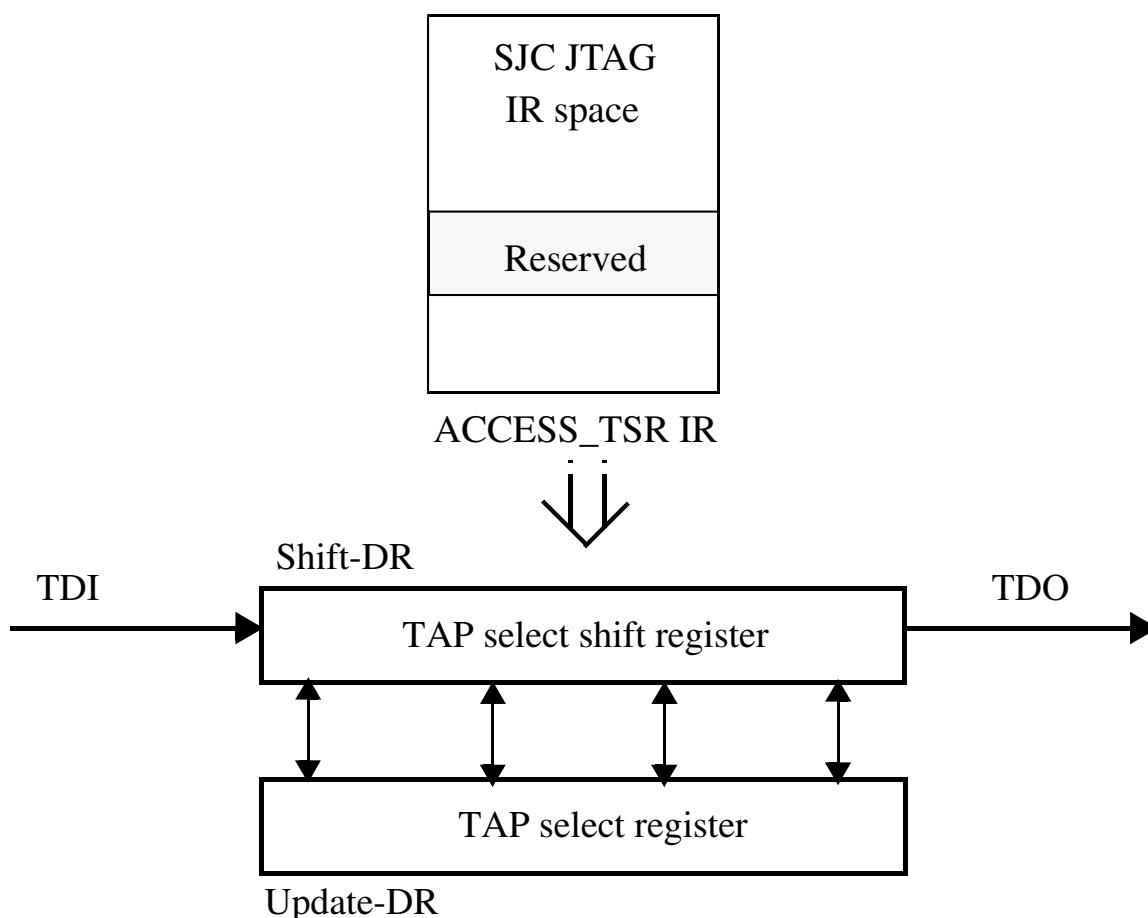 SJC JTAG
IR space
Reserved
ACCESS_TSR IR
Shift-DR
TDI
TDO
TAP select shift register
TAP select register
Update-DR